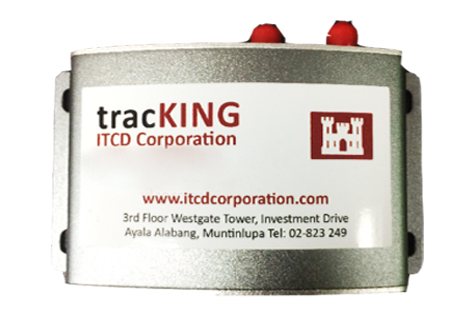 tracKING
ITCD Corporation
www.itcdcorporation.com
3rd Floor Westgate Tower, Investment Drive
Ayala Alabang, Muntinlupa Tel: 02-823 249